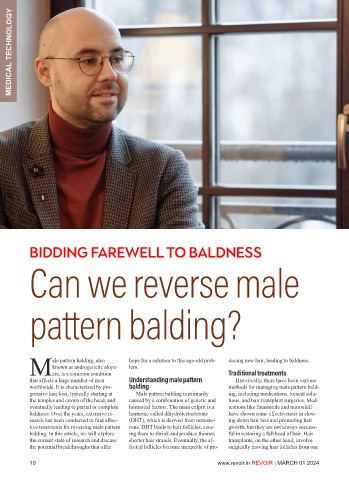 MEDICAL TECHNOLOGY
BIDDING FAREWELL TO BALDNESS
Can we reverse male
pattern balding?
Male pattern balding, also
known as androgenetic alope-
cia, is a common condition
that affects a large number of men
worldwide. It is characterized by pro-
gressive hair loss, typically starting at
the temples and crown of the head, and
eventually leading to partial or complete
baldness. Over the years, extensive re-
search has been conducted to find effec-
tive treatments for reversing male pattern
balding. In this article, we will explore
the current state of research and discuss
the potential breakthroughs that offer
hope for a solution to this age-old prob-
lem.
Understanding male pattern
balding
Male pattern balding is primarily
caused by a combination of genetic and
hormonal factors. The main culprit is a
hormone called dihydrotestosterone
(DHT), which is derived from testoste-
rone. DHT binds to hair follicles, caus-
ing them to shrink and produce thinner,
shorter hair strands. Eventually, the af-
fected follicles become incapable of pro-
ducing new hair, leading to baldness.
Traditional treatments
Historically, there have been various
methods for managing male pattern bald-
ing, including medications, topical solu-
tions, and hair transplant surgeries. Med-
ications like finasteride and minoxidil
have shown some effectiveness in slow-
ing down hair loss and promoting hair
growth, but they are not always success-
ful in restoring a full head of hair. Hair
transplants, on the other hand, involve
surgically moving hair follicles from one
10
www.revoir.in REVOIR | MARCH 01 2024